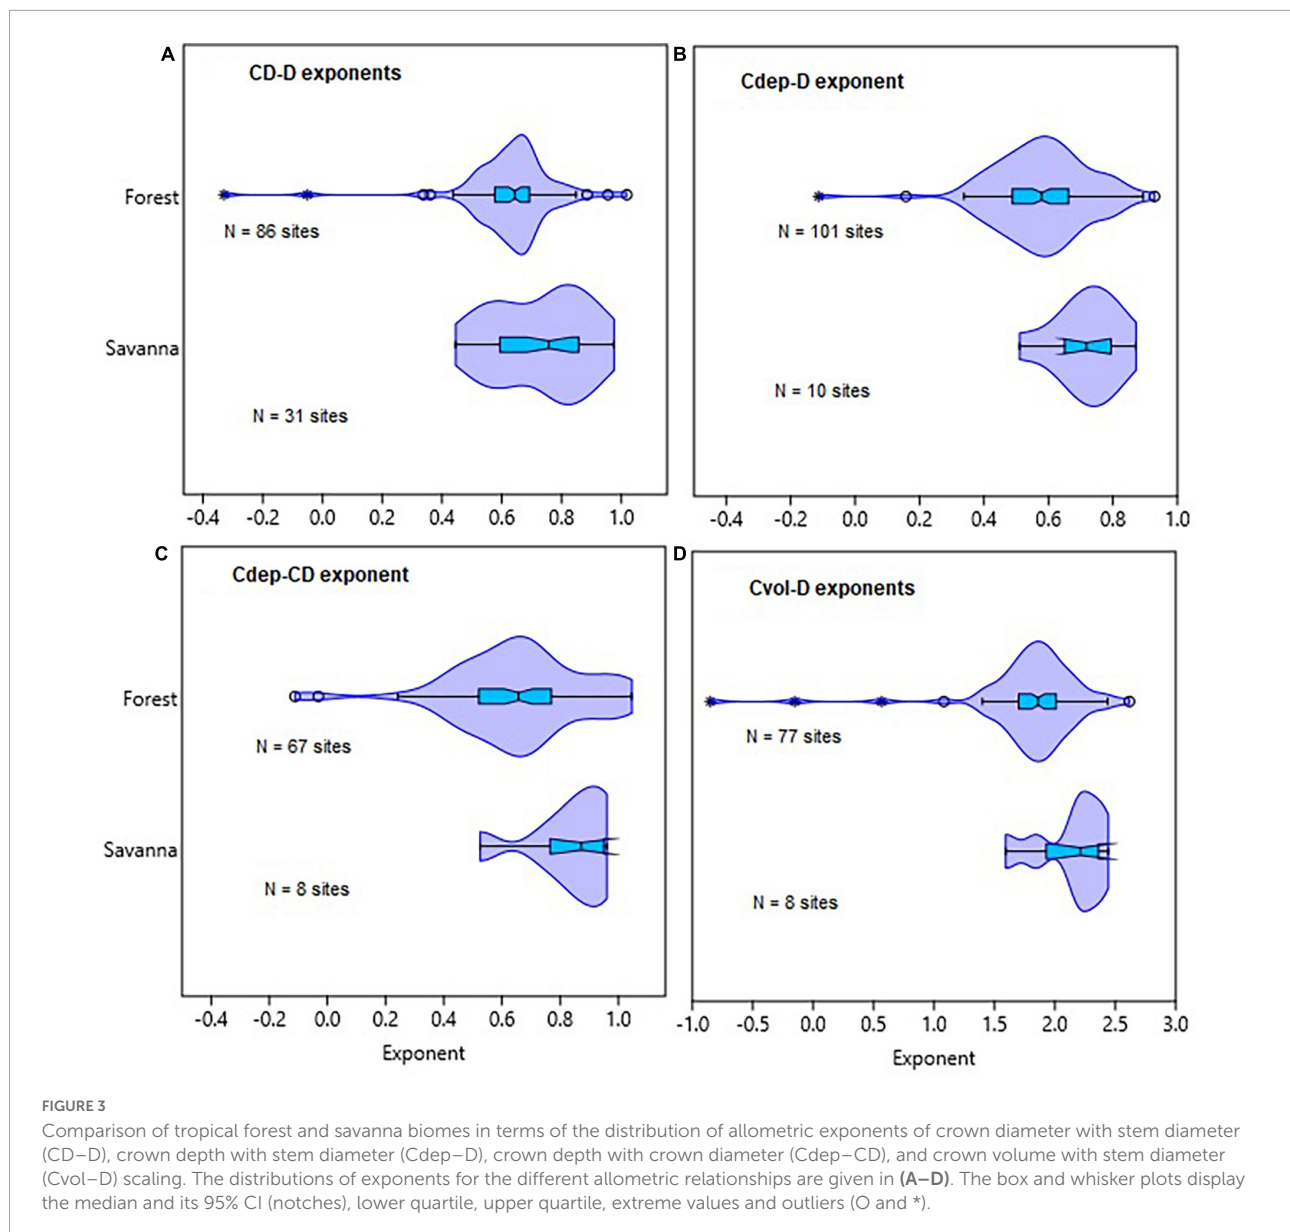 A
CD-D exponents
Forest
N = 86 sites
Savanna
N = 31 sites
-0.4 -0.2 0.0 0.2 0.4 0.6 0.8 1.0
B
Cdep-D exponent
N = 101 sites
N = 10 sites
-0.4 -0.2 0.0 0.2 0.4 0.6 0.8 1.0
C
Cdep-CD exponent
Forest
N = 67 sites
Savanna
N = 8 sites
-0.4 -0.2 0.0 0.2 0.4 0.6 0.8 1.0
Exponent
D
Cvol-D exponents
N = 77 sites
N = 8 sites
-1.0 -0.5 0.0 0.5 1.0 1.5 2.0 2.5 3.0
Exponent
FIGURE 3
Comparison of tropical forest and savanna biomes in terms of the distribution of allometric exponents of crown diameter with stem diameter
(CD–D), crown depth with stem diameter (Cdep–D), crown depth with crown diameter (Cdep–CD), and crown volume with stem diameter
(Cvol–D) scaling. The distributions of exponents for the different allometric relationships are given in (A–D). The box and whisker plots display
the median and its 95% CI (notches), lower quartile, upper quartile, extreme values and outliers (O and *).